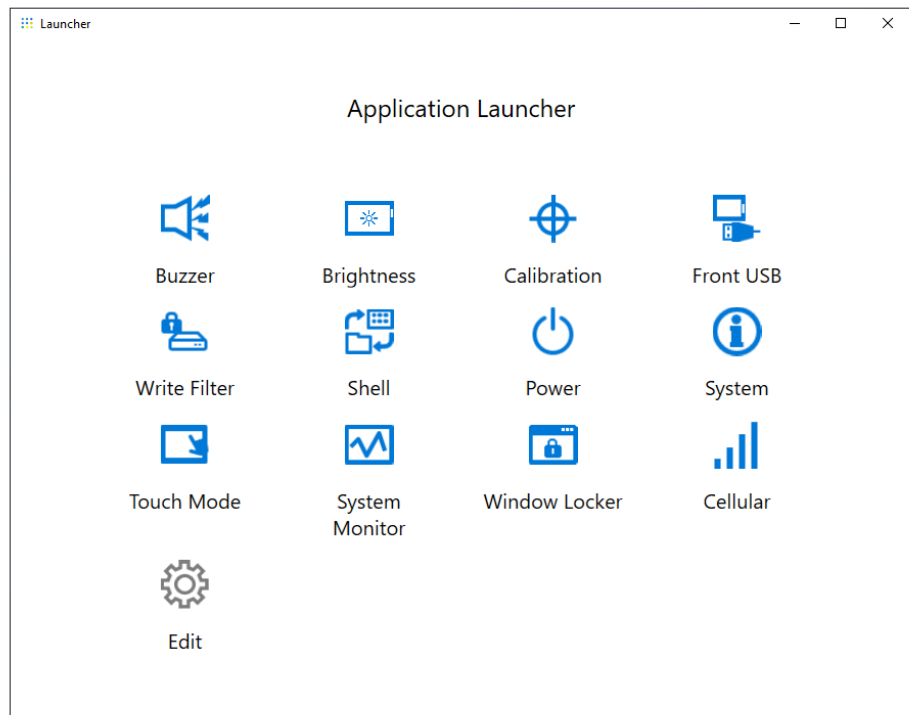 Launcher
Application Launcher
Buzzer
Brightness
Calibration
Front USB
Write Filter
Shell
Power
System
Touch Mode
System
Monitor
Window Locker
Cellular
Edit